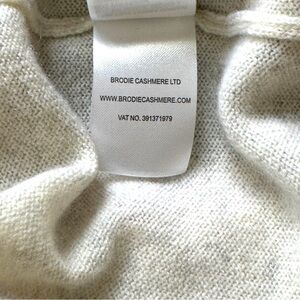 BRODIE CASHMERE LTD
WWW.BRODIECASHMERE.COM
VAT NO. 391371979